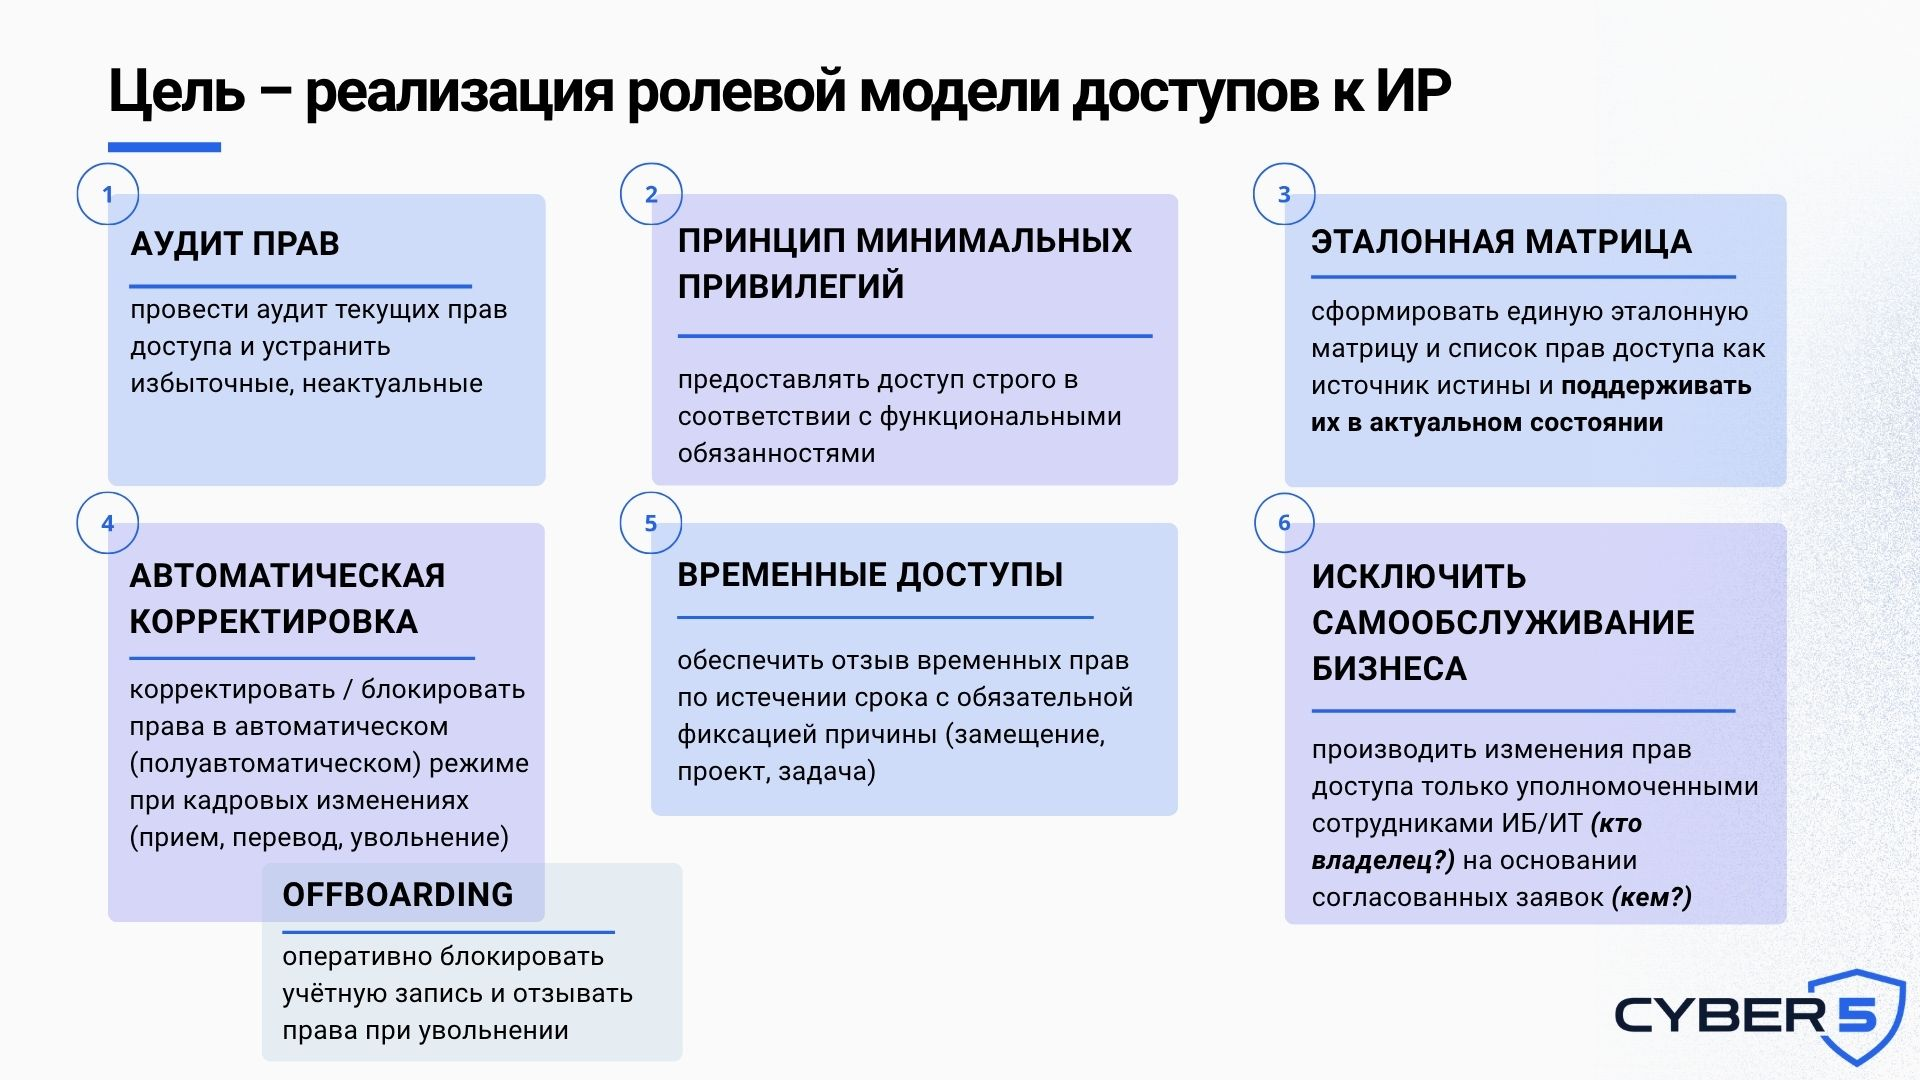 Цель – реализация ролевой модели доступов к ИР
1
АУДИТ ПРАВ
провести аудит текущих прав
доступа и устранить
избыточные, неактуальные
2
ПРИНЦИП МИНИМАЛЬНЫХ
ПРИВИЛЕГИЙ
предоставлять доступ строго в
соответствии с функциональными
обязанностями
3
ЭТАЛОННАЯ МАТРИЦА
сформировать единую эталонную
матрицу и список прав доступа как
источник истины и поддерживать
их в актуальном состоянии
4
АВТОМАТИЧЕСКАЯ
КОРРЕКТИРОВКА
корректировать / блокировать
права в автоматическом
(полуавтоматическом) режиме
при кадровых изменениях
(прием, перевод, увольнение)
OFFBOARDING
оперативно блокировать
учётную запись и отзывать
права при увольнении
5
ВРЕМЕННЫЕ ДОСТУПЫ
обеспечить отзыв временных прав
по истечении срока с обязательной
фиксацией причины (замещение,
проект, задача)
6
ИСКЛЮЧИТЬ
САМООБСЛУЖИВАНИЕ
БИЗНЕСА
производить изменения прав
доступа только уполномоченными
сотрудниками ИБ/ИТ (кто
владелец?) на основании
согласованных заявок (кем?)
CYBER 5